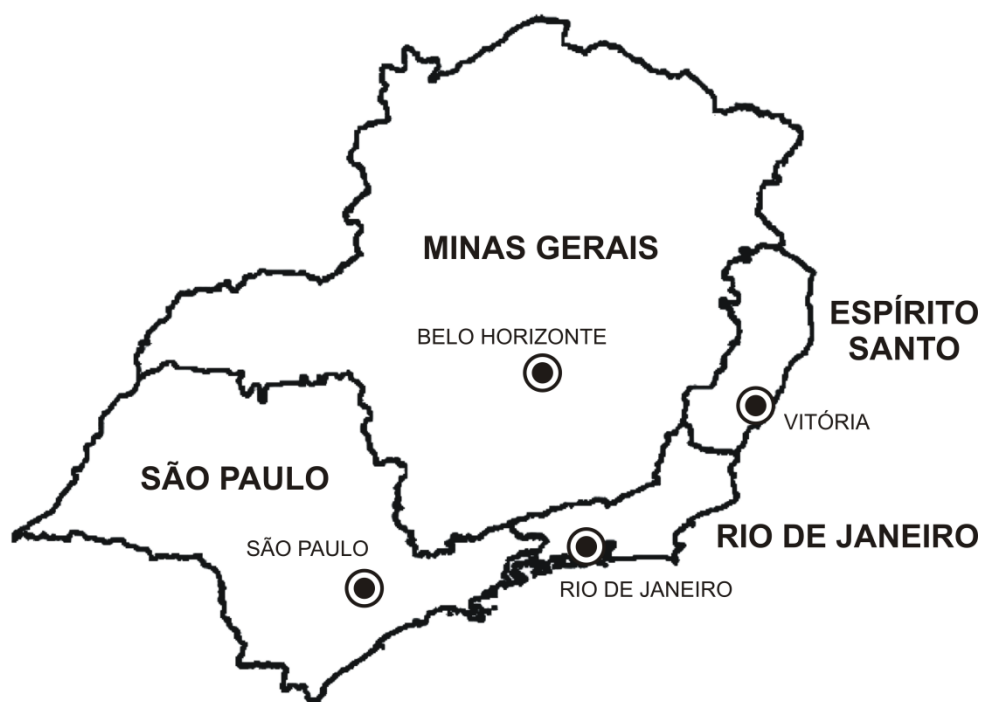 MINAS GERAIS
BELO HORIZONTE
ESPÍRITO
SANTO
VITÓRIA
SÃO PAULO
SÃO PAULO
RIO DE JANEIRO
RIO DE JANEIRO